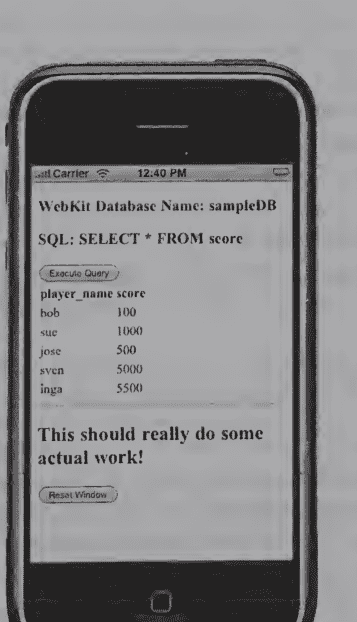 Carrier 12:40 PM
WebKit Database Name: sampleDB
SQL: SELECT * FROM score
Execute Query
player_name score
bob 100
sue 1000
jose 500
sven 5000
inga 5500
This should really do some
actual work!
Reset Window